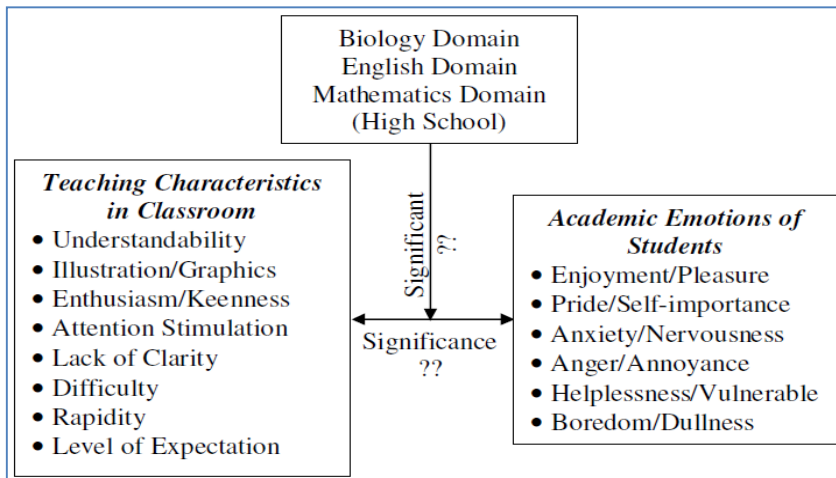 Biology Domain
English Domain
Mathematics Domain
(High School)
Teaching Characteristics
in Classroom
• Understandability
• Illustration/Graphics
• Enthusiasm/Keenness
• Attention Stimulation
• Lack of Clarity
• Difficulty
• Rapidity
• Level of Expectation
Significant
??
Significance
??
Academic Emotions of
Students
• Enjoyment/Pleasure
• Pride/Self-importance
• Anxiety/Nervousness
• Anger/Annoyance
• Helplessness/Vulnerable
• Boredom/Dullness